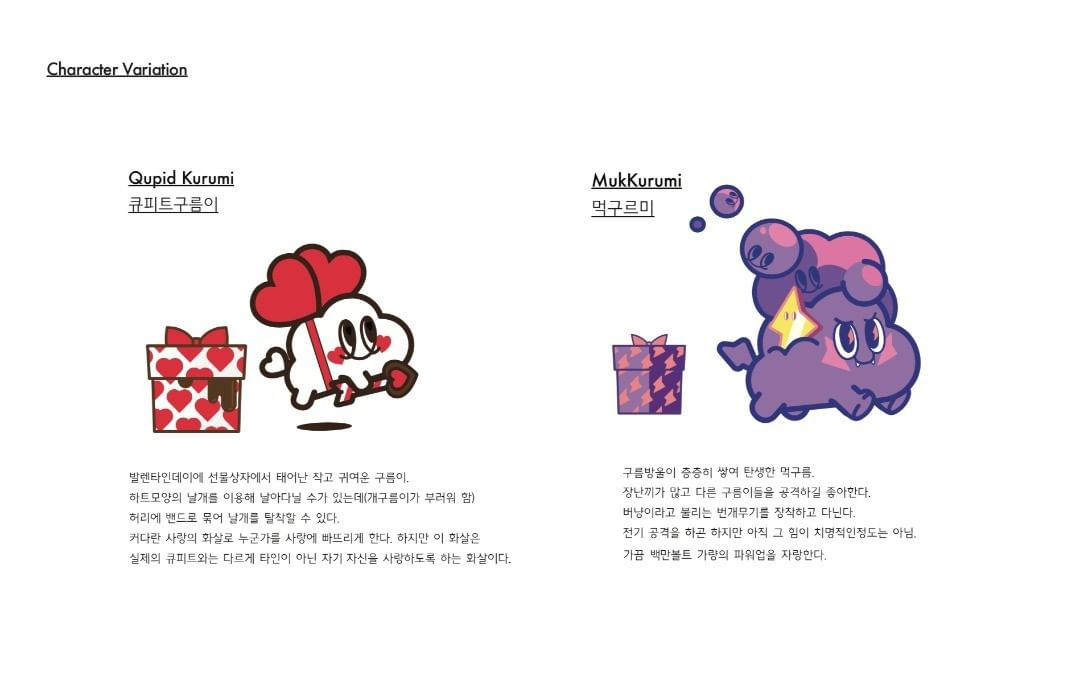 Character Variation
Qupid Kurumi
큐피트구름이
발렌타인데이에 선물상자에서 태어난 작고 귀여운 구름이.
하트모양의 날개를 이용해 날아다닐 수가 있는데(개구름이가 부러워 함)
허리에 밴드로 묶어 날개를 탈착할 수 있다.
커다란 사랑의 화살로 누군가를 사랑에 빠뜨리게 한다. 하지만 이 화살은
실제의 큐피트와는 다르게 타인이 아닌 자기 자신을 사랑하도록 하는 화살이다.
MukKurumi
먹구르미
구름방울이 층층히 쌓여 탄생한 먹구름.
장난끼가 많고 다른 구름이들을 공격하길 좋아한다.
버냥이라고 불리는 번개무기를 장착하고 다닌다.
전기 공격을 하곤 하지만 아직 그 힘이 치명적인정도는 아님.
가끔 백만볼트 가량의 파워업을 자랑한다.